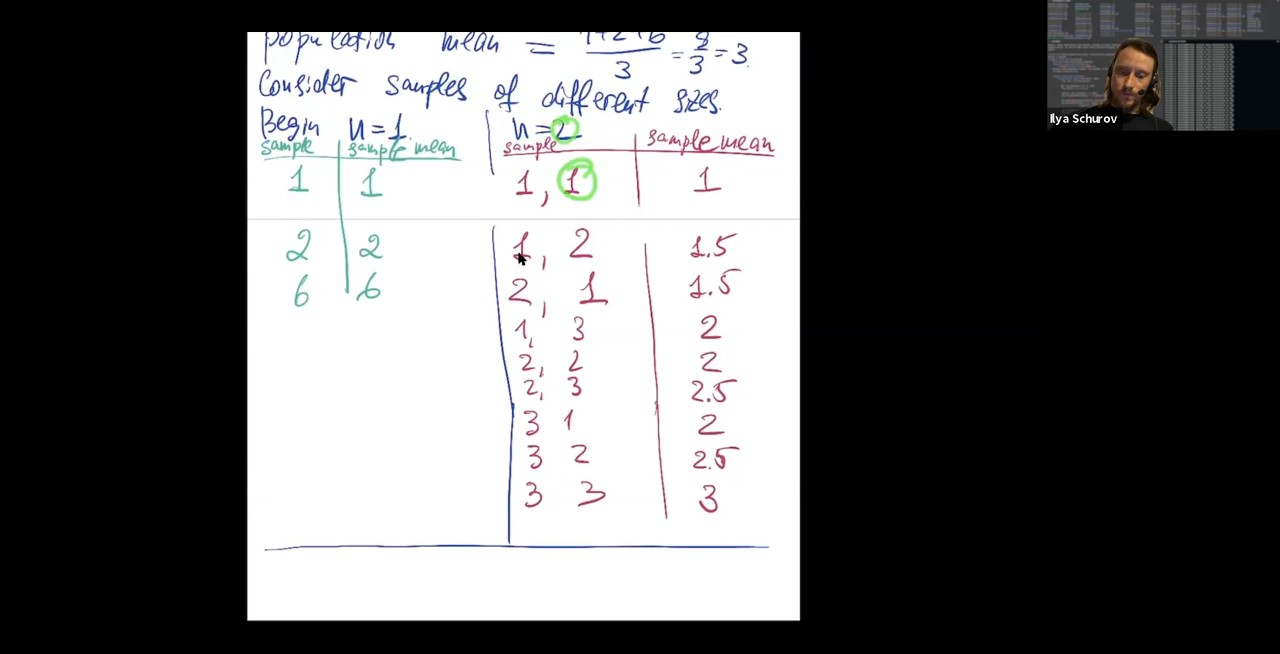 population mean = 1+2+6 / 3 = 9/3 = 3.
Consider samples of different sizes.
Begin n=1. n=2
sample sample mean sample sample mean
1 1 1, 1 1
2 2 1, 2 1.5
6 6 2, 1 1.5
1, 3 2
2, 2 2
2, 3 2.5
3 1 2
3 2 2.5
3 3 3
Ilya Schurov